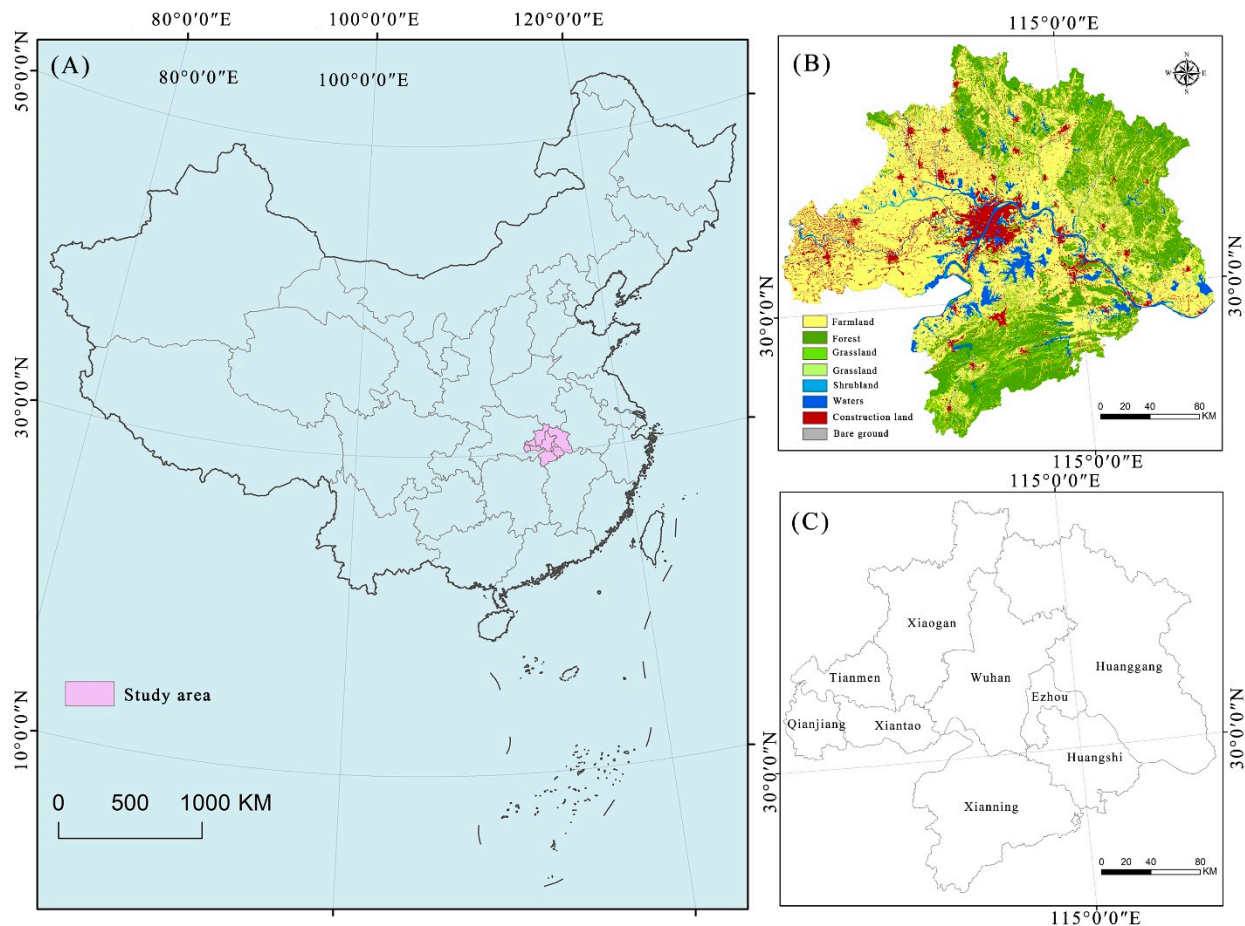 80°0′0″E 100°0′0″E 120°0′0″E
(A)
80°0′0″E 100°0′0″E
50°0′0″N
30°0′0″N
10°0′0″N
Study area
0 500 1000 KM
115°0′0″E
(B)
N
W E
S
30°0′0″N
30°0′0″N
Farmland
Forest
Grassland
Grassland
Shrubland
Waters
Construction land
Bare ground
0 20 40 80
KM
115°0′0″E
115°0′0″E
(C)
Xiaogan
Huanggang
Tianmen
Wuhan
Ezhou
Qianjiang
Xiantao
Huangshi
Xianning
30°0′0″N
30°0′0″N
0 20 40 80
KM
115°0′0″E